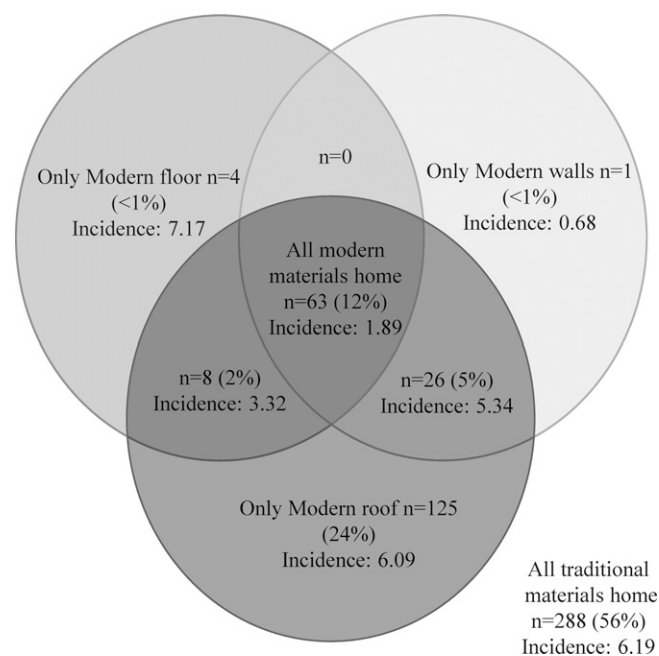 n=0
Only Modern floor n=4
(<1%)
Incidence: 7.17
Only Modern walls n=1
(<1%)
Incidence: 0.68
All modern
materials home
n=63 (12%)
Incidence: 1.89
n=8 (2%)
Incidence: 3.32
n=26 (5%)
Incidence: 5.34
Only Modern roof n=125
(24%)
Incidence: 6.09
All traditional
materials home
n=288 (56%)
Incidence: 6.19